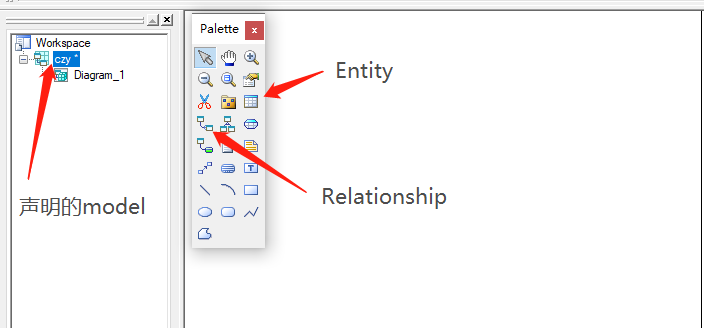 Workspace
czy *
Diagram_1
声明的model
Palette
Entity
Relationship